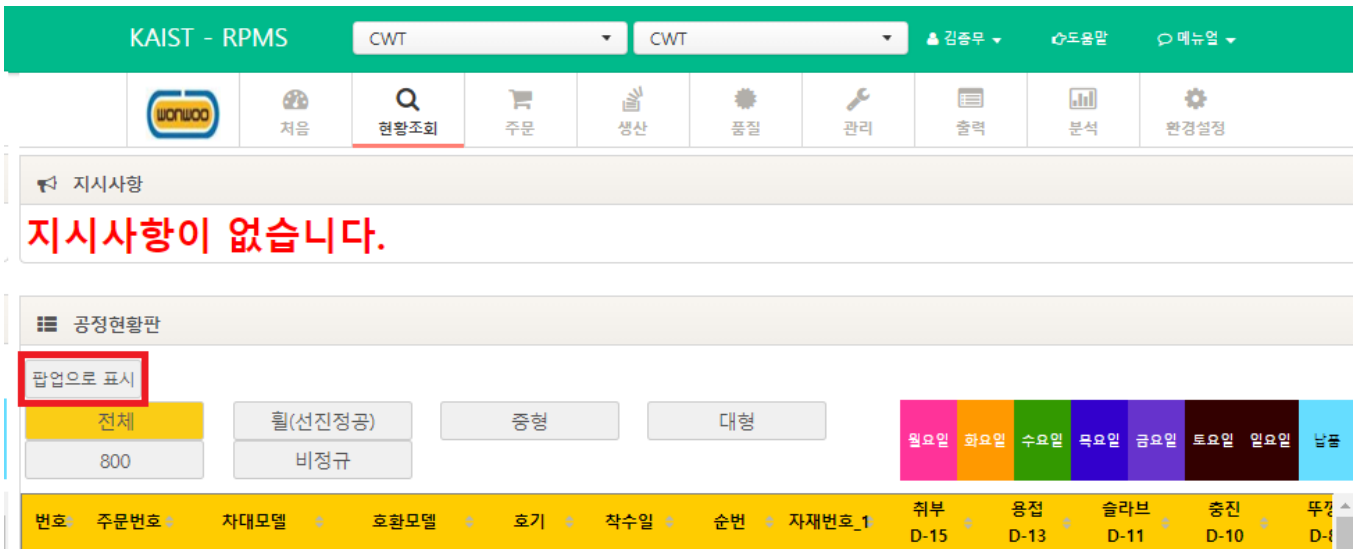 KAIST - RPMS CWT CWT 김종무 도움말 메뉴얼
wonwoo 처음 현황조회 주문 생산 품질 관리 출력 분석 환경설정
지시사항
지시사항이 없습니다.
공정현황판
팝업으로 표시
전체 휠(선진정공) 중형 대형
800 비정규
월요일 화요일 수요일 목요일 금요일 토요일 일요일 납품
번호 주문번호 차대모델 호환모델 호기 착수일 순번 자재번호_1 취부 용접 슬라브 충진
D-15 D-13 D-11 D-10